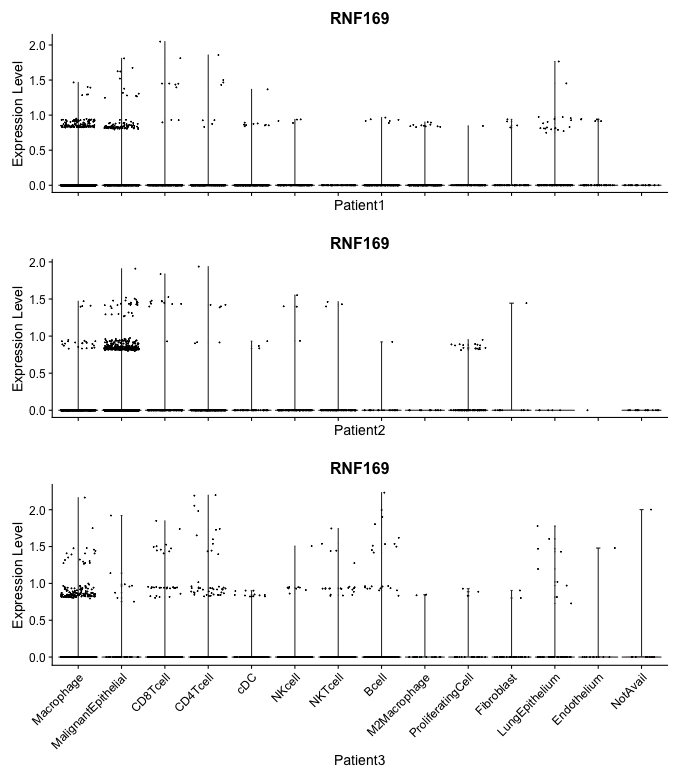 RNF169
Expression Level
2.0
1.5
1.0
0.5
0.0
Patient1
RNF169
Expression Level
2.0
1.5
1.0
0.5
0.0
Patient2
RNF169
Expression Level
2.0
1.5
1.0
0.5
0.0
Macrophage
MalignantEpithelial
CD8Tcell
CD4Tcell
cDC
NKcell
NKTcell
Bcell
M2Macrophage
ProliferatingCell
Fibroblast
LungEpithelium
Endothelium
NotAvail
Patient3